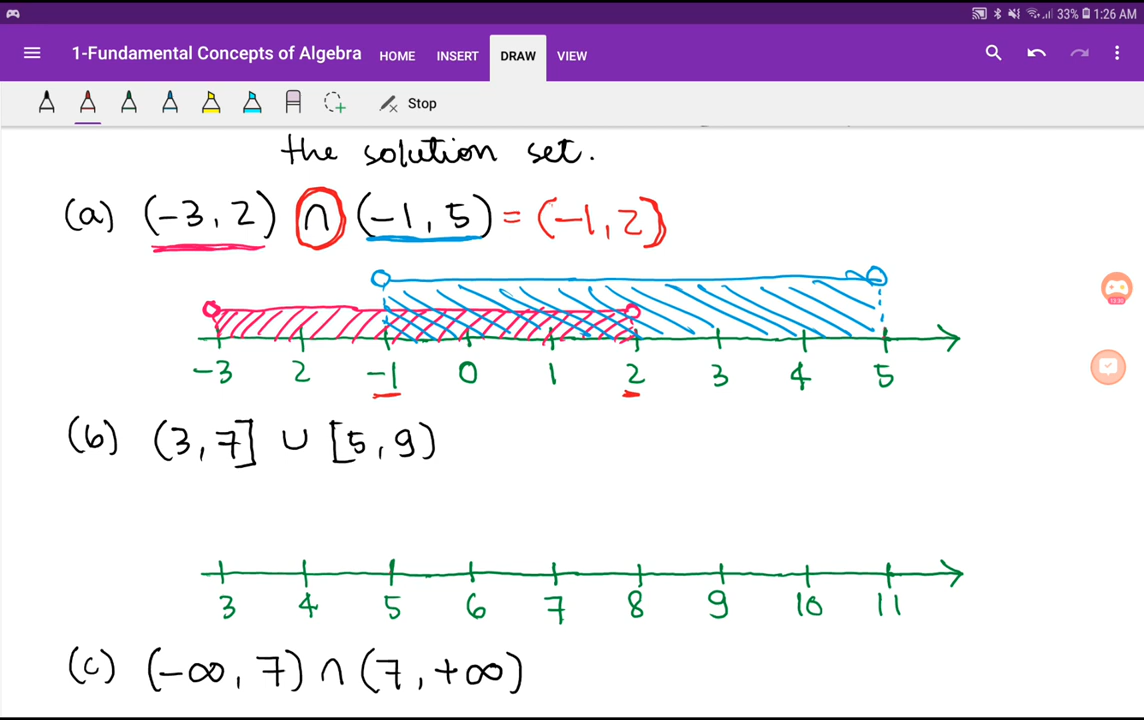 33% 1:26 AM
1-Fundamental Concepts of Algebra HOME INSERT DRAW VIEW
Stop
the solution set.
(a) (-3, 2) ∩ (-1, 5) = (-1, 2)
-3 2 -1 0 1 2 3 4 5
(b) (3, 7] ∪ [5, 9)
3 4 5 6 7 8 9 10 11
(c) (-∞, 7) ∩ (7, +∞)